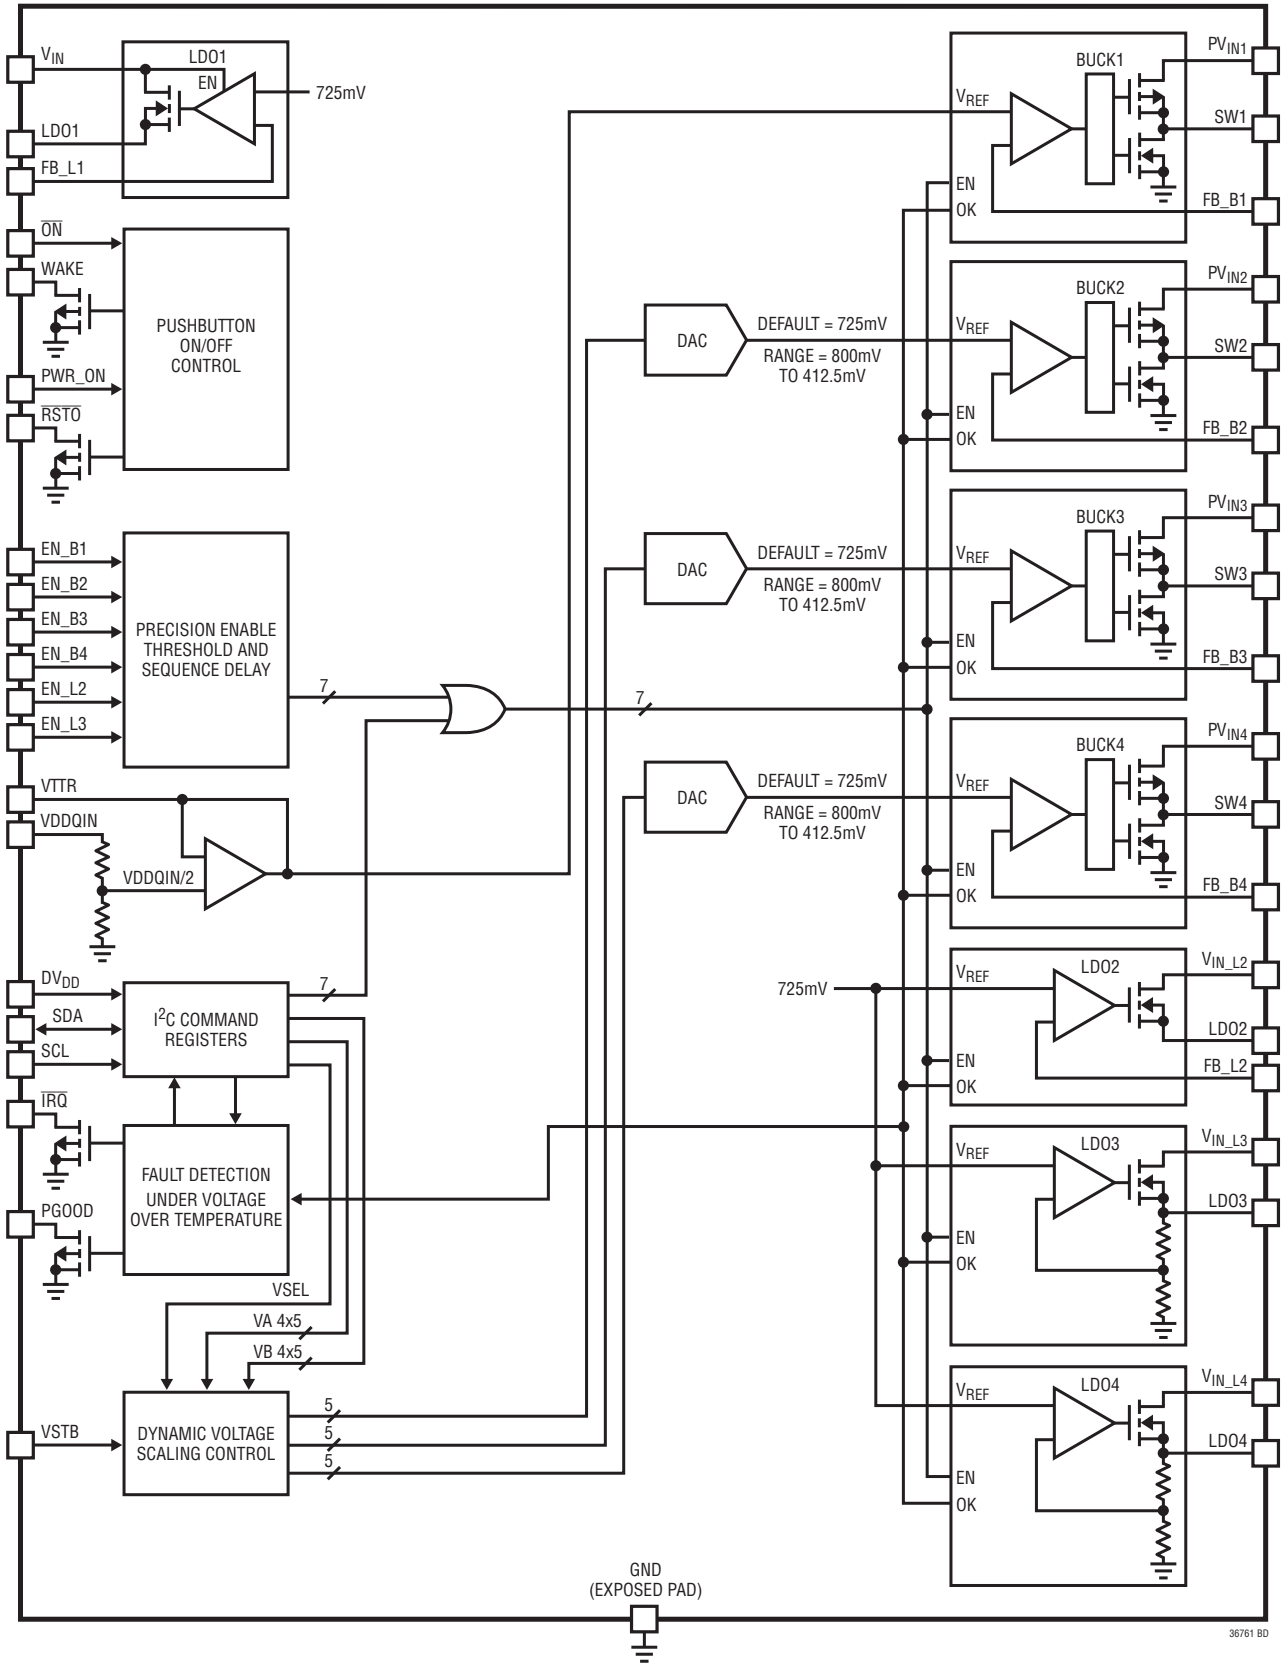 VIN
LDO1
EN
725mV
LDO1
FB_L1
ON
WAKE
PUSHBUTTON
ON/OFF
CONTROL
PWR_ON
RSTO
EN_B1
EN_B2
EN_B3
EN_B4
EN_L2
EN_L3
PRECISION ENABLE
THRESHOLD AND
SEQUENCE DELAY
7
7
VTTR
VDDQIN
VDDQIN/2
DVDD
SDA
SCL
I2C COMMAND
REGISTERS
7
IRQ
FAULT DETECTION
UNDER VOLTAGE
OVER TEMPERATURE
PGOOD
VSEL
VA 4x5
VB 4x5
VSTB
DYNAMIC VOLTAGE
SCALING CONTROL
5
5
5
DAC
DEFAULT = 725mV
RANGE = 800mV
TO 412.5mV
DAC
DEFAULT = 725mV
RANGE = 800mV
TO 412.5mV
DAC
DEFAULT = 725mV
RANGE = 800mV
TO 412.5mV
725mV
BUCK1
VREF
EN
OK
PVIN1
SW1
FB_B1
BUCK2
VREF
EN
OK
PVIN2
SW2
FB_B2
BUCK3
VREF
EN
OK
PVIN3
SW3
FB_B3
BUCK4
VREF
EN
OK
PVIN4
SW4
FB_B4
LDO2
VREF
EN
OK
VIN_L2
LDO2
FB_L2
LDO3
VREF
EN
OK
VIN_L3
LDO3
LDO4
VREF
EN
OK
VIN_L4
LDO4
GND
(EXPOSED PAD)
36761 BD